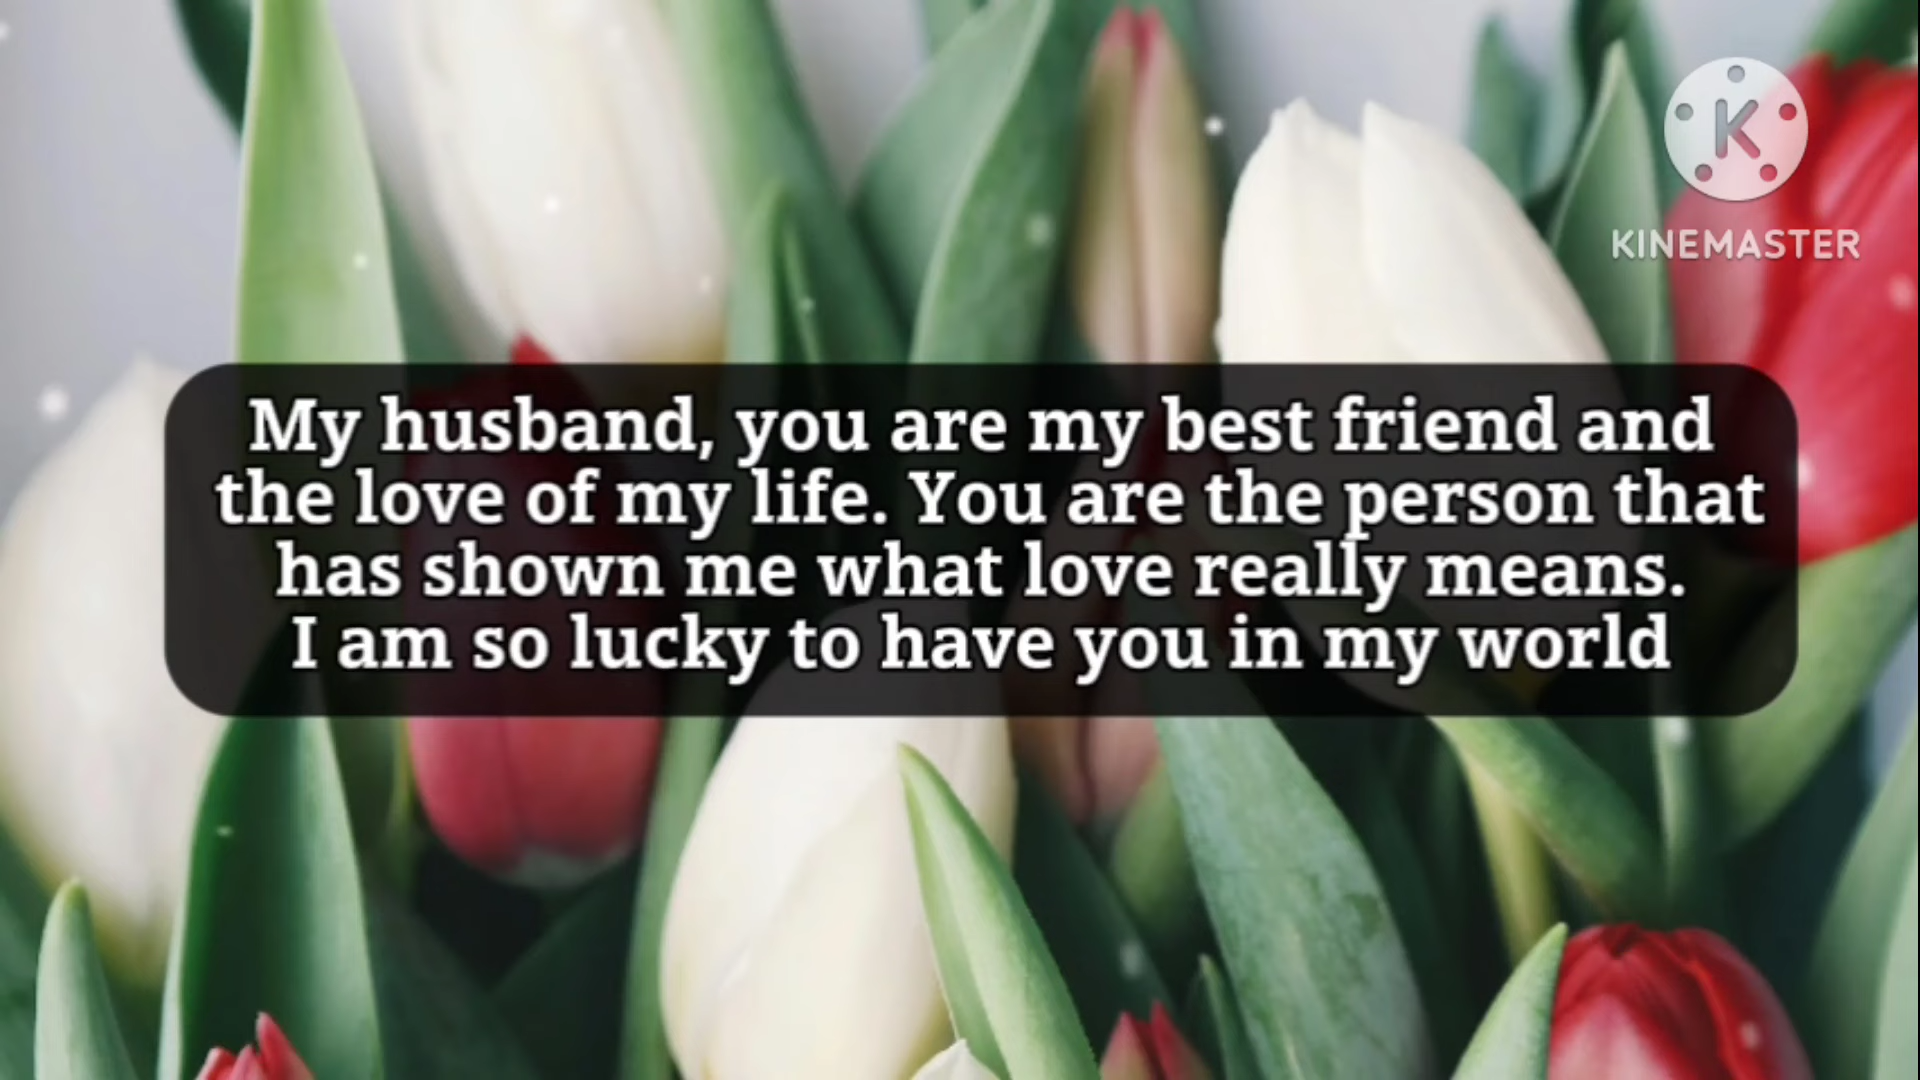 K
KINEMASTER
My husband, you are my best friend and
the love of my life. You are the person that
has shown me what love really means.
I am so lucky to have you in my world